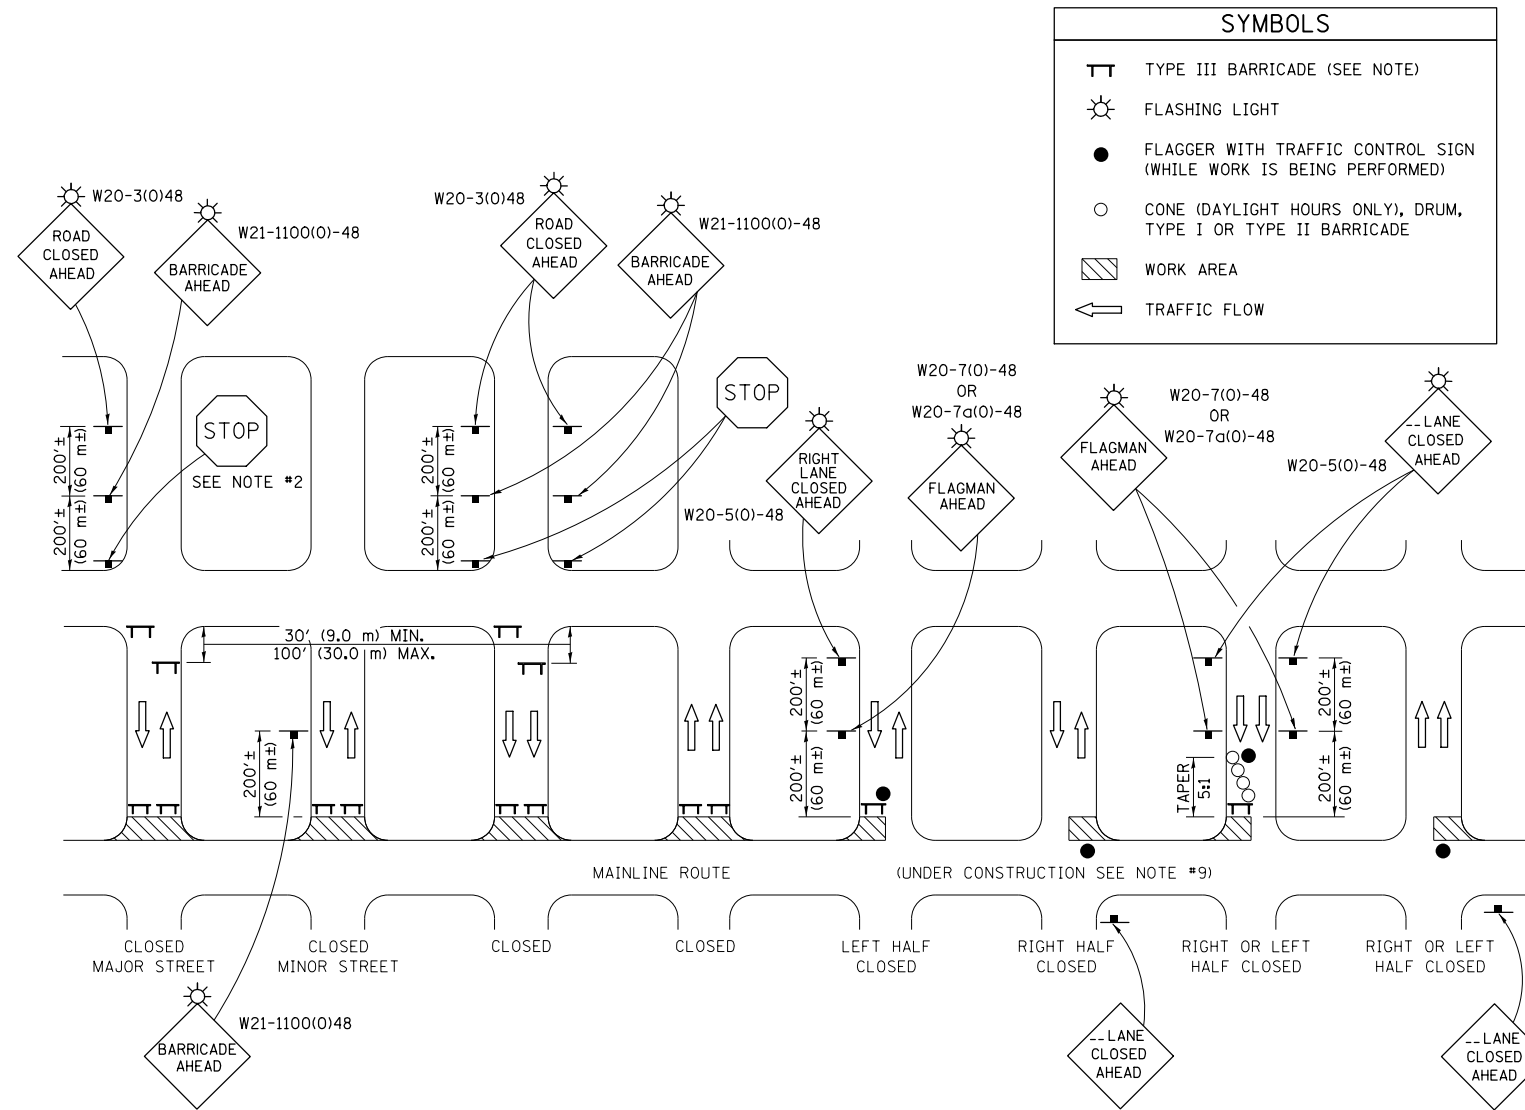 SYMBOLS
TYPE III BARRICADE (SEE NOTE)
FLASHING LIGHT
FLAGGER WITH TRAFFIC CONTROL SIGN
(WHILE WORK IS BEING PERFORMED)
CONE (DAYLIGHT HOURS ONLY), DRUM,
TYPE I OR TYPE II BARRICADE
WORK AREA
TRAFFIC FLOW
W20-3(0)48
ROAD
CLOSED
AHEAD
W21-1100(0)-48
BARRICADE
AHEAD
W20-3(0)48
ROAD
CLOSED
AHEAD
W21-1100(0)-48
BARRICADE
AHEAD
STOP
SEE NOTE #2
STOP
W20-5(0)-48
RIGHT
LANE
CLOSED
AHEAD
W20-7(0)-48
OR
W20-7a(0)-48
FLAGMAN
AHEAD
FLAGMAN
AHEAD
W20-7(0)-48
OR
W20-7a(0)-48
W20-5(0)-48
--LANE
CLOSED
AHEAD
200'±
(60 m±)
200'±
(60 m±)
200'±
(60 m±)
200'±
(60 m±)
30' (9.0 m) MIN.
100' (30.0 m) MAX.
200'±
(60 m±)
200'±
(60 m±)
200'±
(60 m±)
TAPER
5:1
200'±
(60 m±)
200'±
(60 m±)
MAINLINE ROUTE
(UNDER CONSTRUCTION SEE NOTE #9)
CLOSED
MAJOR STREET
CLOSED
MINOR STREET
CLOSED
CLOSED
LEFT HALF
CLOSED
RIGHT HALF
CLOSED
RIGHT OR LEFT
HALF CLOSED
RIGHT OR LEFT
HALF CLOSED
W21-1100(0)48
BARRICADE
AHEAD
--LANE
CLOSED
AHEAD
--LANE
CLOSED
AHEAD